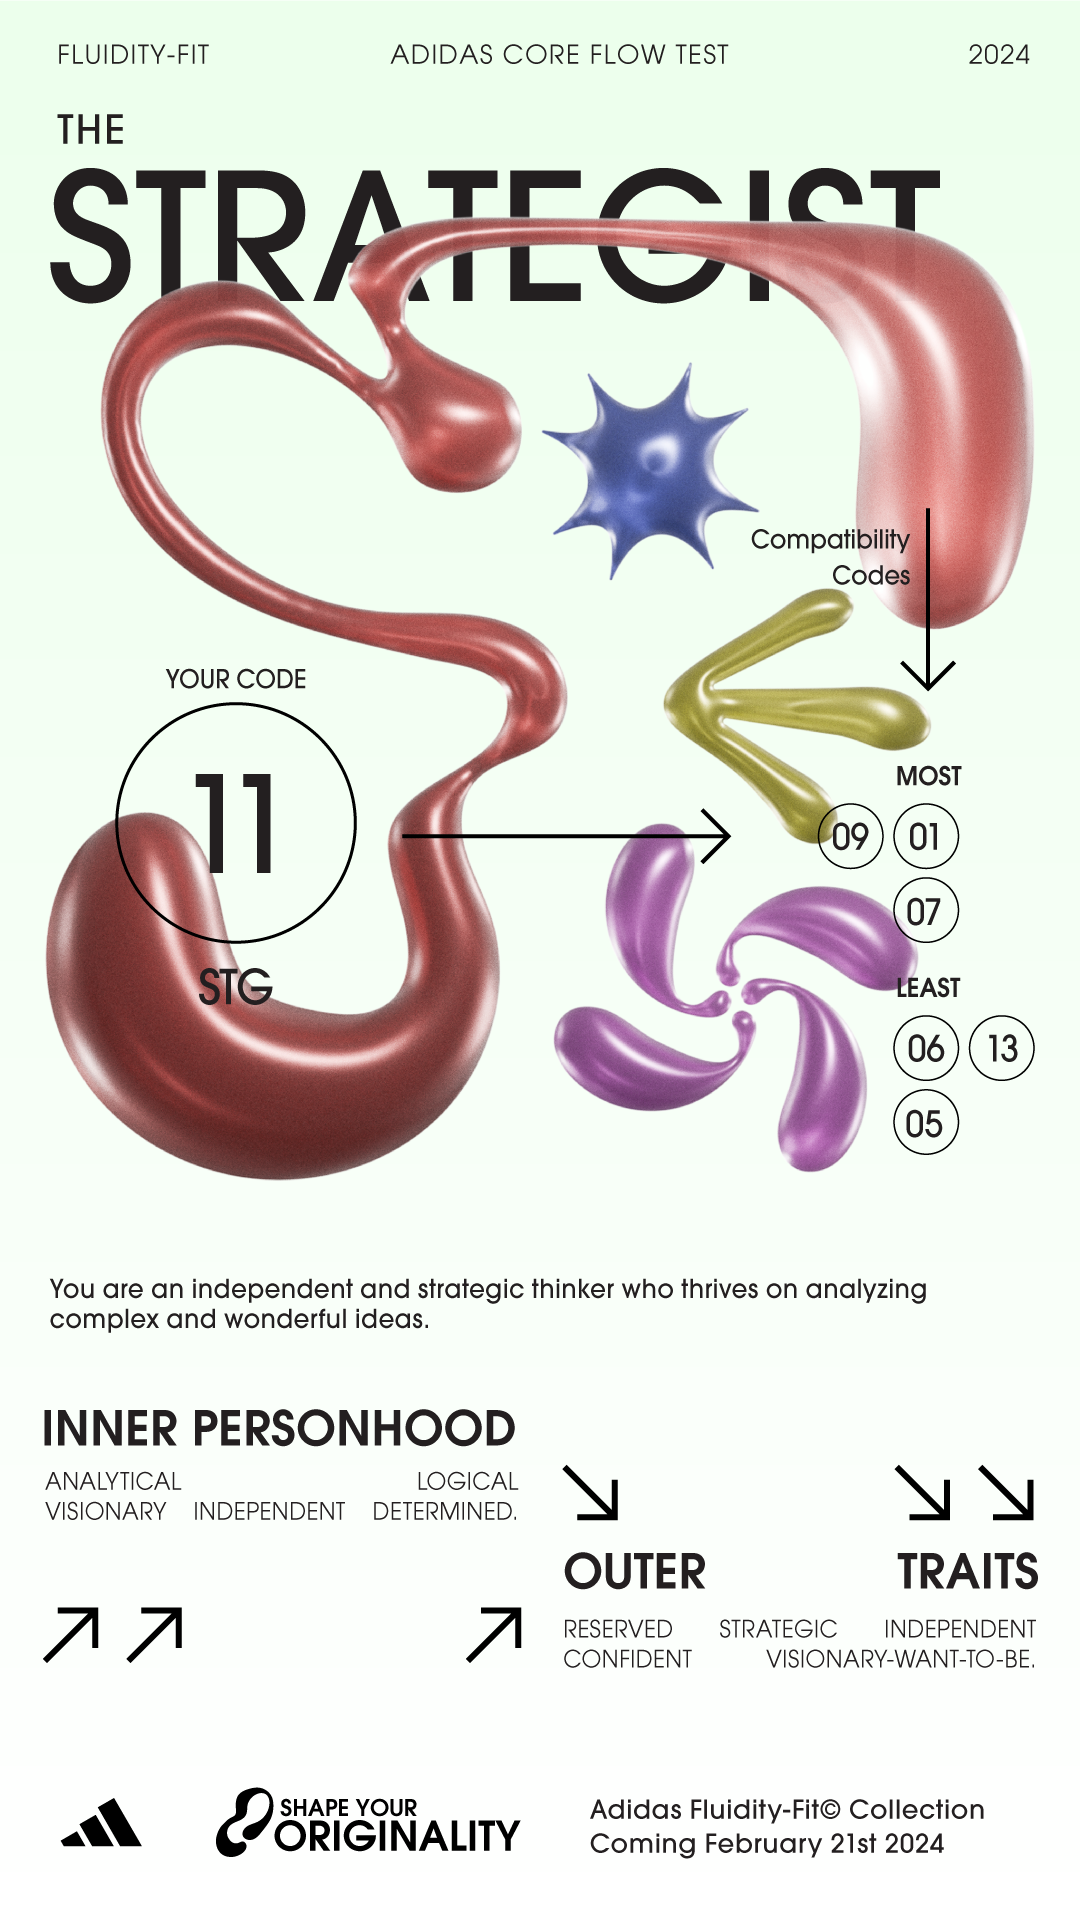 FLUIDITY-FIT ADIDAS CORE FLOW TEST 2024
THE
STRATEGIST
Compatibility
Codes
YOUR CODE
11
STG
MOST
09 01
07
LEAST
06 13
05
You are an independent and strategic thinker who thrives on analyzing
complex and wonderful ideas.
INNER PERSONHOOD
ANALYTICAL LOGICAL
VISIONARY INDEPENDENT DETERMINED.
OUTER TRAITS
RESERVED STRATEGIC INDEPENDENT
CONFIDENT VISIONARY-WANT-TO-BE.
SHAPE YOUR
ORIGINALITY
Adidas Fluidity-Fit© Collection
Coming February 21st 2024